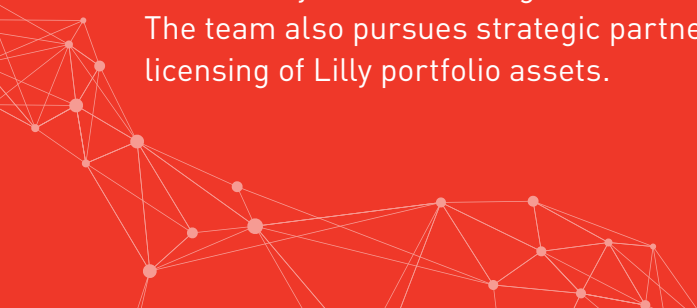 The team also pursues strategic partne
licensing of Lilly portfolio assets.